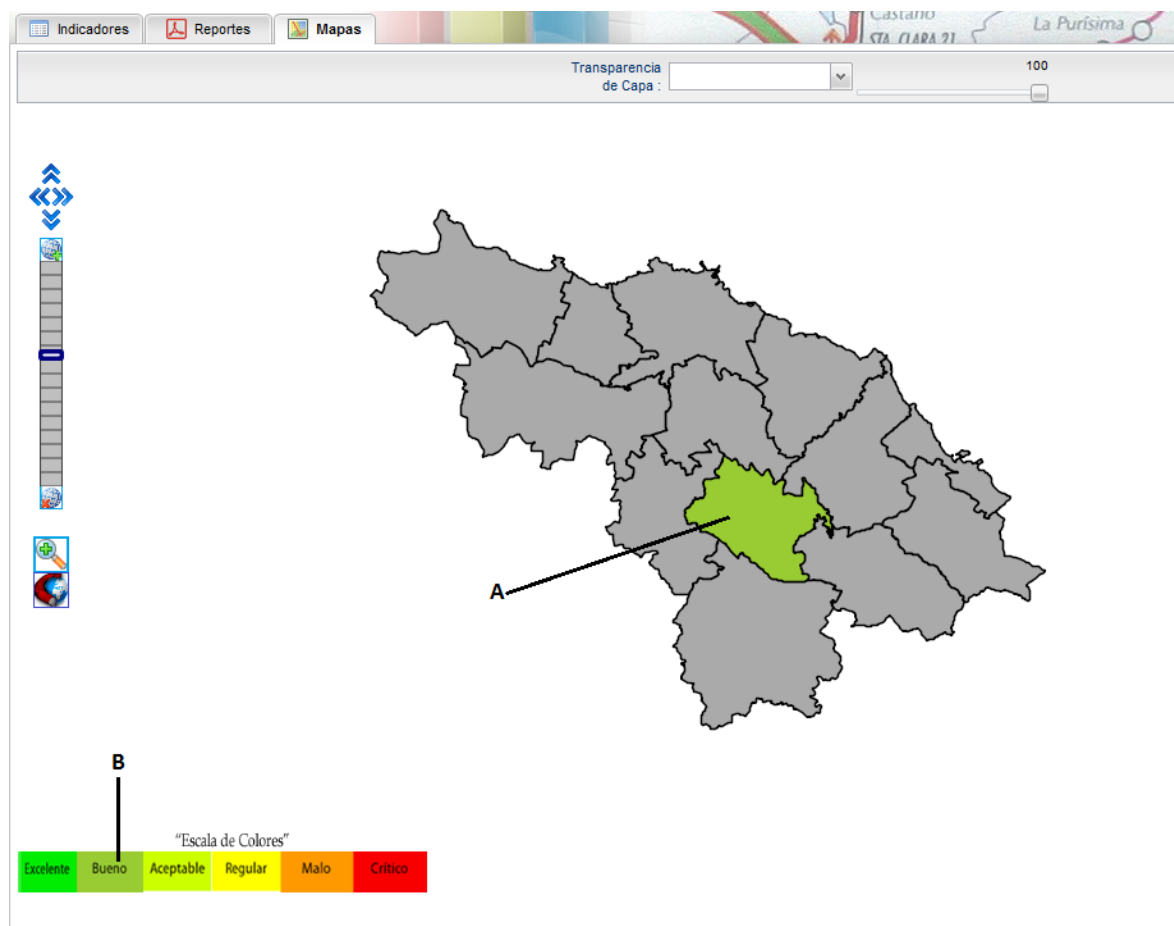 Indicadores
Reportes
Mapas
Castaño
STA. CLARA 21
La Purísima
Transparencia
de Capa :
100
A
B
"Escala de Colores"
Excelente Bueno Aceptable Regular Malo Crítico